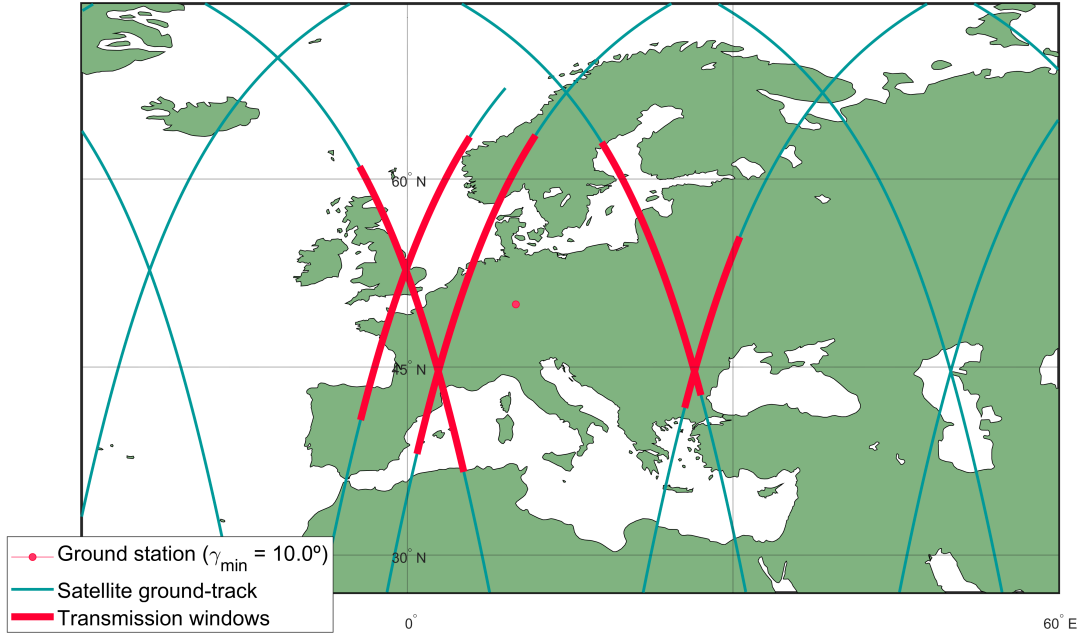 60° N
45° N
30° N
0°
60° E
Ground station (γmin = 10.0º)
Satellite ground-track
Transmission windows